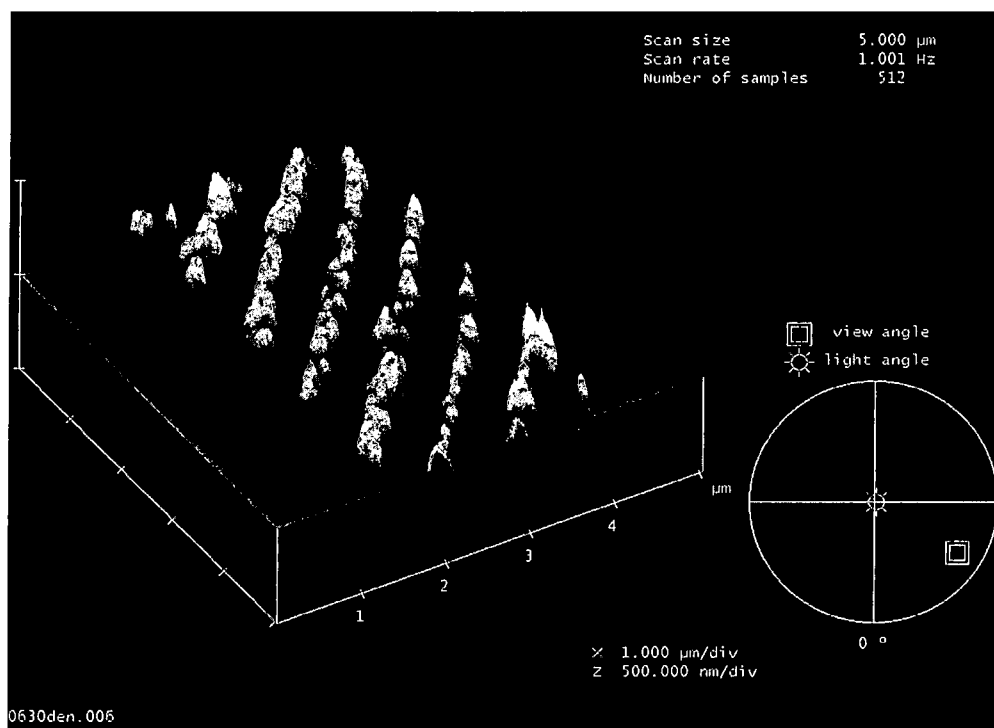 Scan size 5.000 µm
Scan rate 1.001 Hz
Number of samples 512
view angle
light angle
µm
4
3
2
1
0 º
X 1.000 µm/div
Z 500.000 nm/div
0630den.006